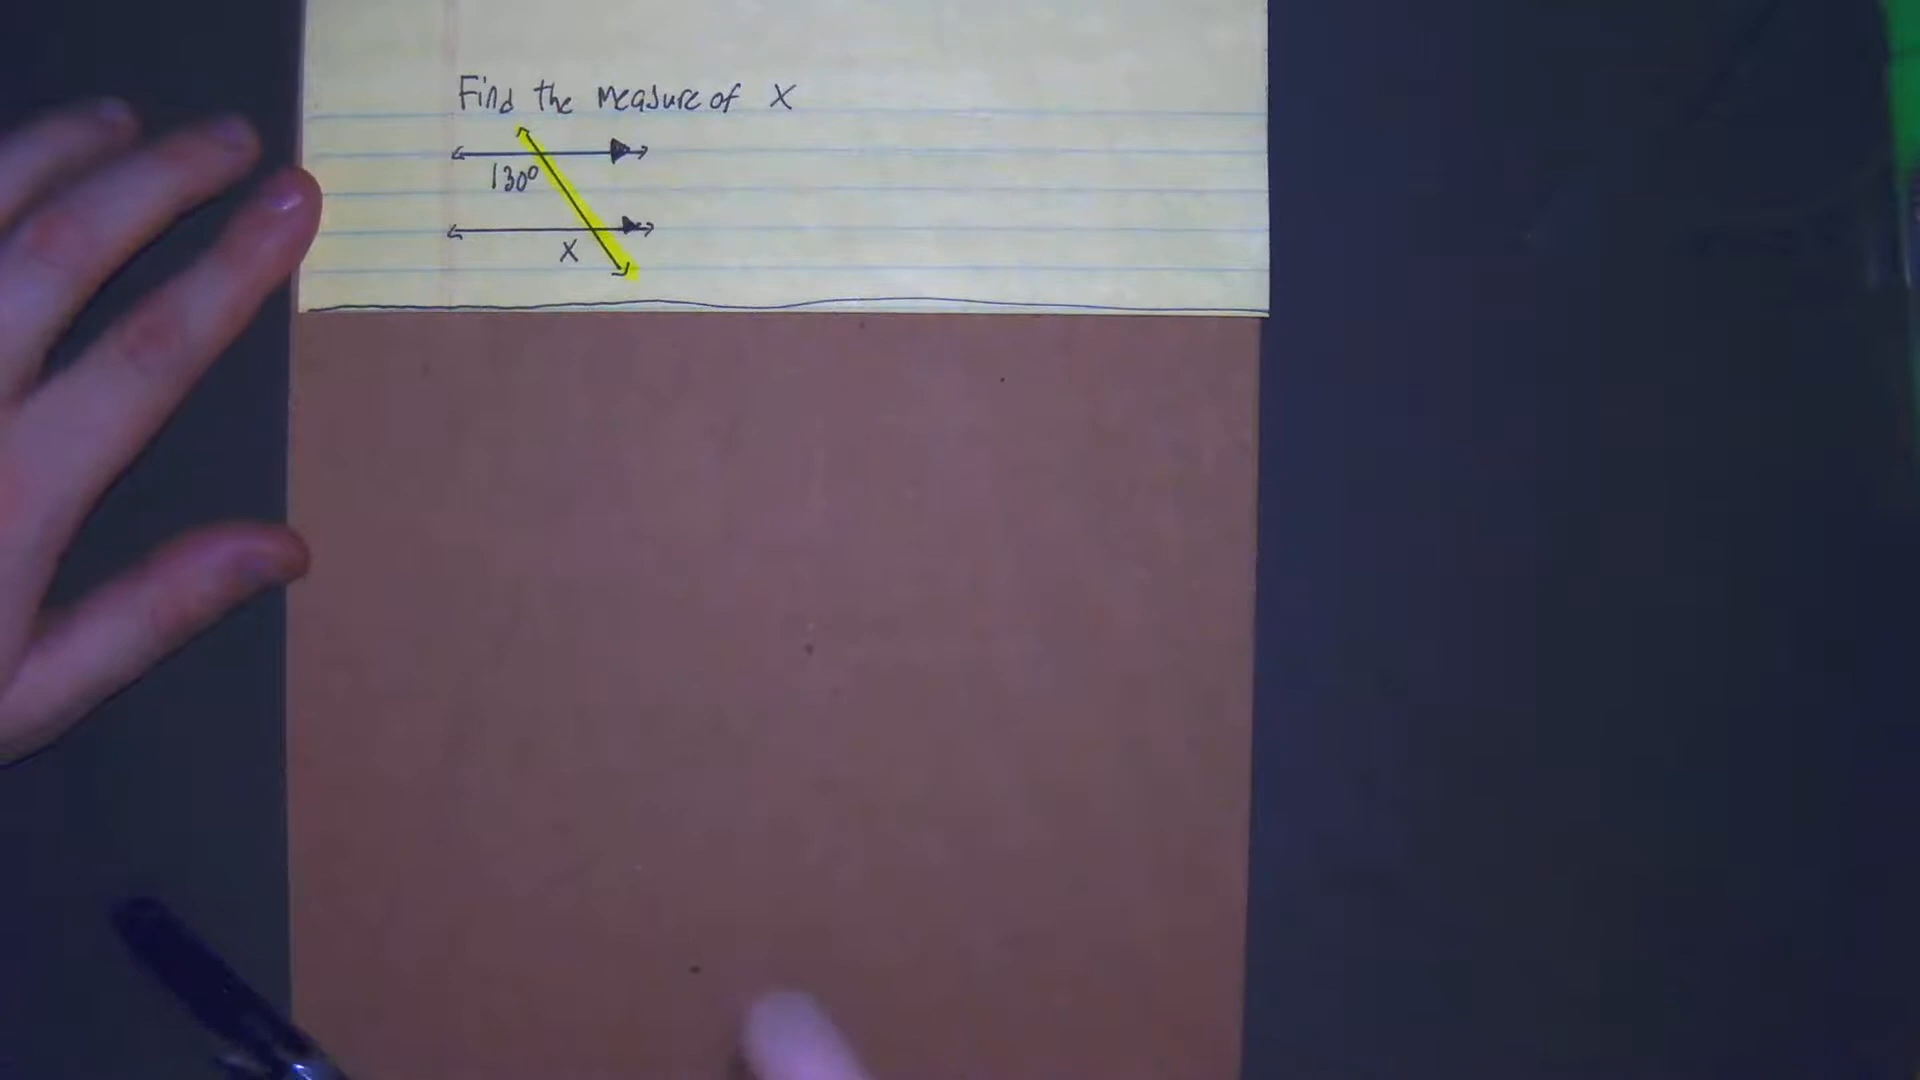 Find the measure of X
130°
X